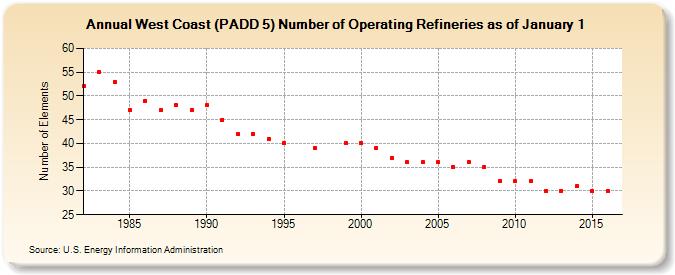 Annual West Coast (PADD 5) Number of Operating Refineries as of January 1
Number of Elements
60
55
50
45
40
35
30
25
1985 1990 1995 2000 2005 2010 2015
Source: U.S. Energy Information Administration